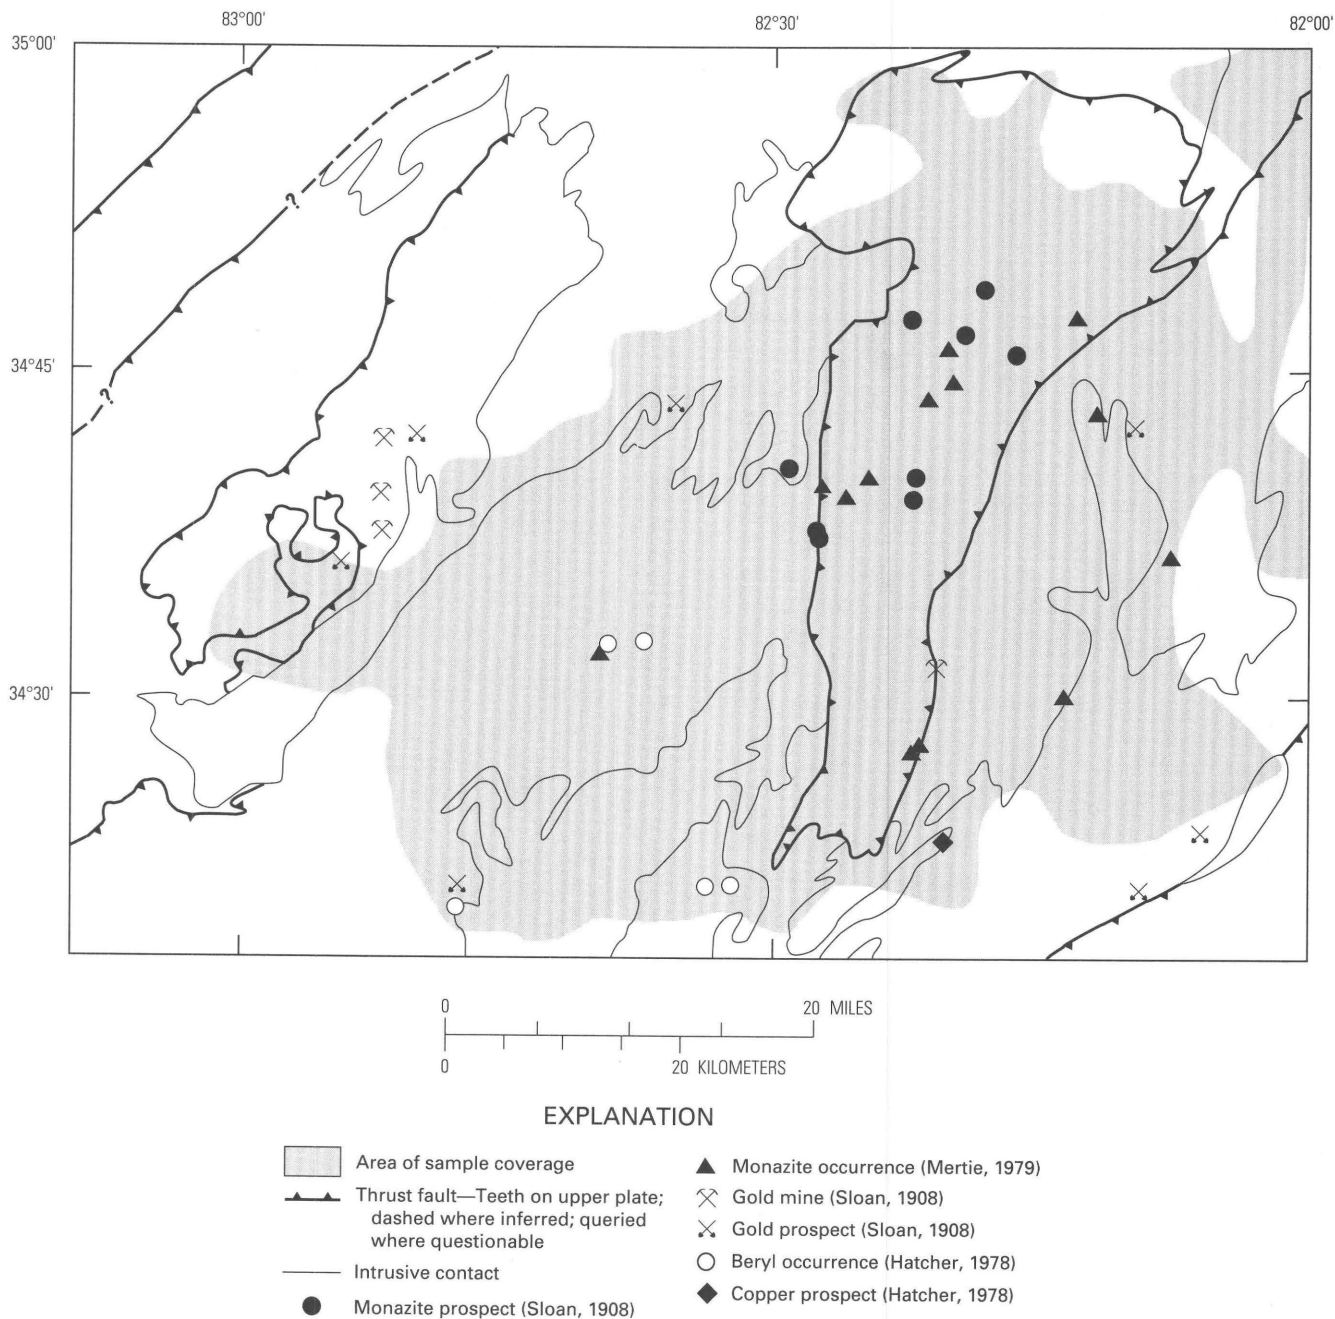 83°00'
82°30'
82°00'
35°00'
?
34°45'
?
34°30'
0
20 MILES
0
20 KILOMETERS
EXPLANATION
Area of sample coverage
Thrust fault—Teeth on upper plate;
dashed where inferred; queried
where questionable
Intrusive contact
Monazite prospect (Sloan, 1908)
Monazite occurrence (Mertie, 1979)
Gold mine (Sloan, 1908)
Gold prospect (Sloan, 1908)
Beryl occurrence (Hatcher, 1978)
Copper prospect (Hatcher, 1978)